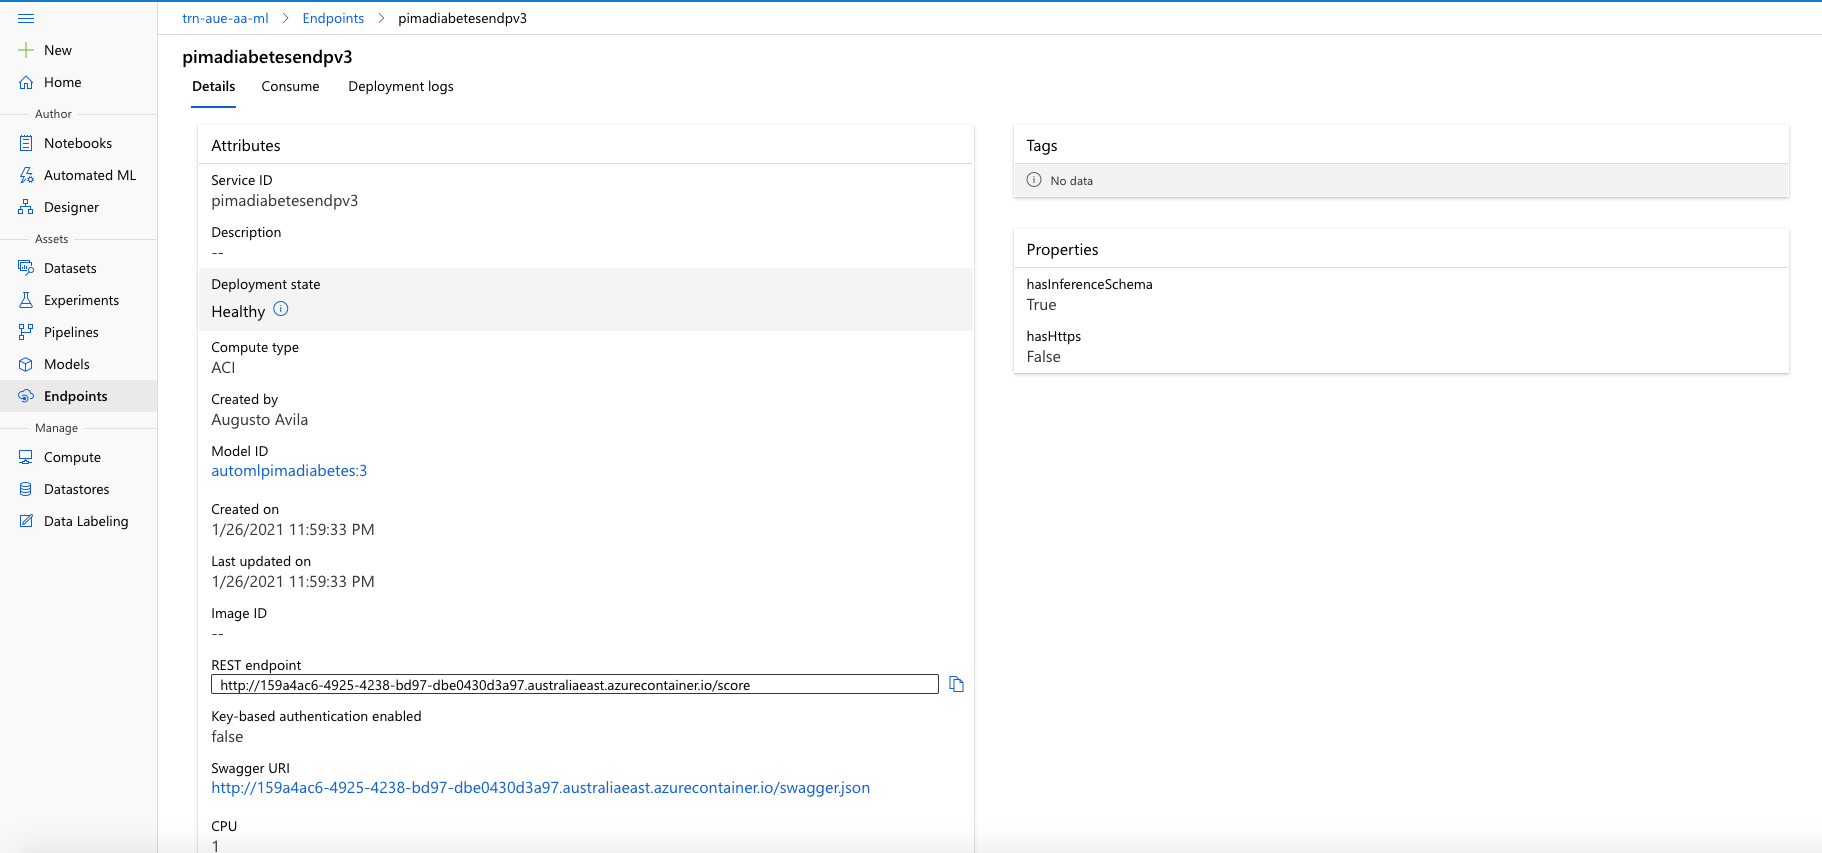 trn-aue-aa-ml > Endpoints > pimadiabetesendpv3
New
Home
Author
Notebooks
Automated ML
Designer
Assets
Datasets
Experiments
Pipelines
Models
Endpoints
Manage
Compute
Datastores
Data Labeling
pimadiabetesendpv3
Details Consume Deployment logs
Attributes
Service ID
pimadiabetesendpv3
Description
--
Deployment state
Healthy
Compute type
ACI
Created by
Augusto Avila
Model ID
automlpimadiabetes:3
Created on
1/26/2021 11:59:33 PM
Last updated on
1/26/2021 11:59:33 PM
Image ID
--
REST endpoint
http://159a4ac6-4925-4238-bd97-dbe0430d3a97.australiaeast.azurecontainer.io/score
Key-based authentication enabled
false
Swagger URI
http://159a4ac6-4925-4238-bd97-dbe0430d3a97.australiaeast.azurecontainer.io/swagger.json
CPU
1
Tags
No data
Properties
hasInferenceSchema
True
hasHttps
False